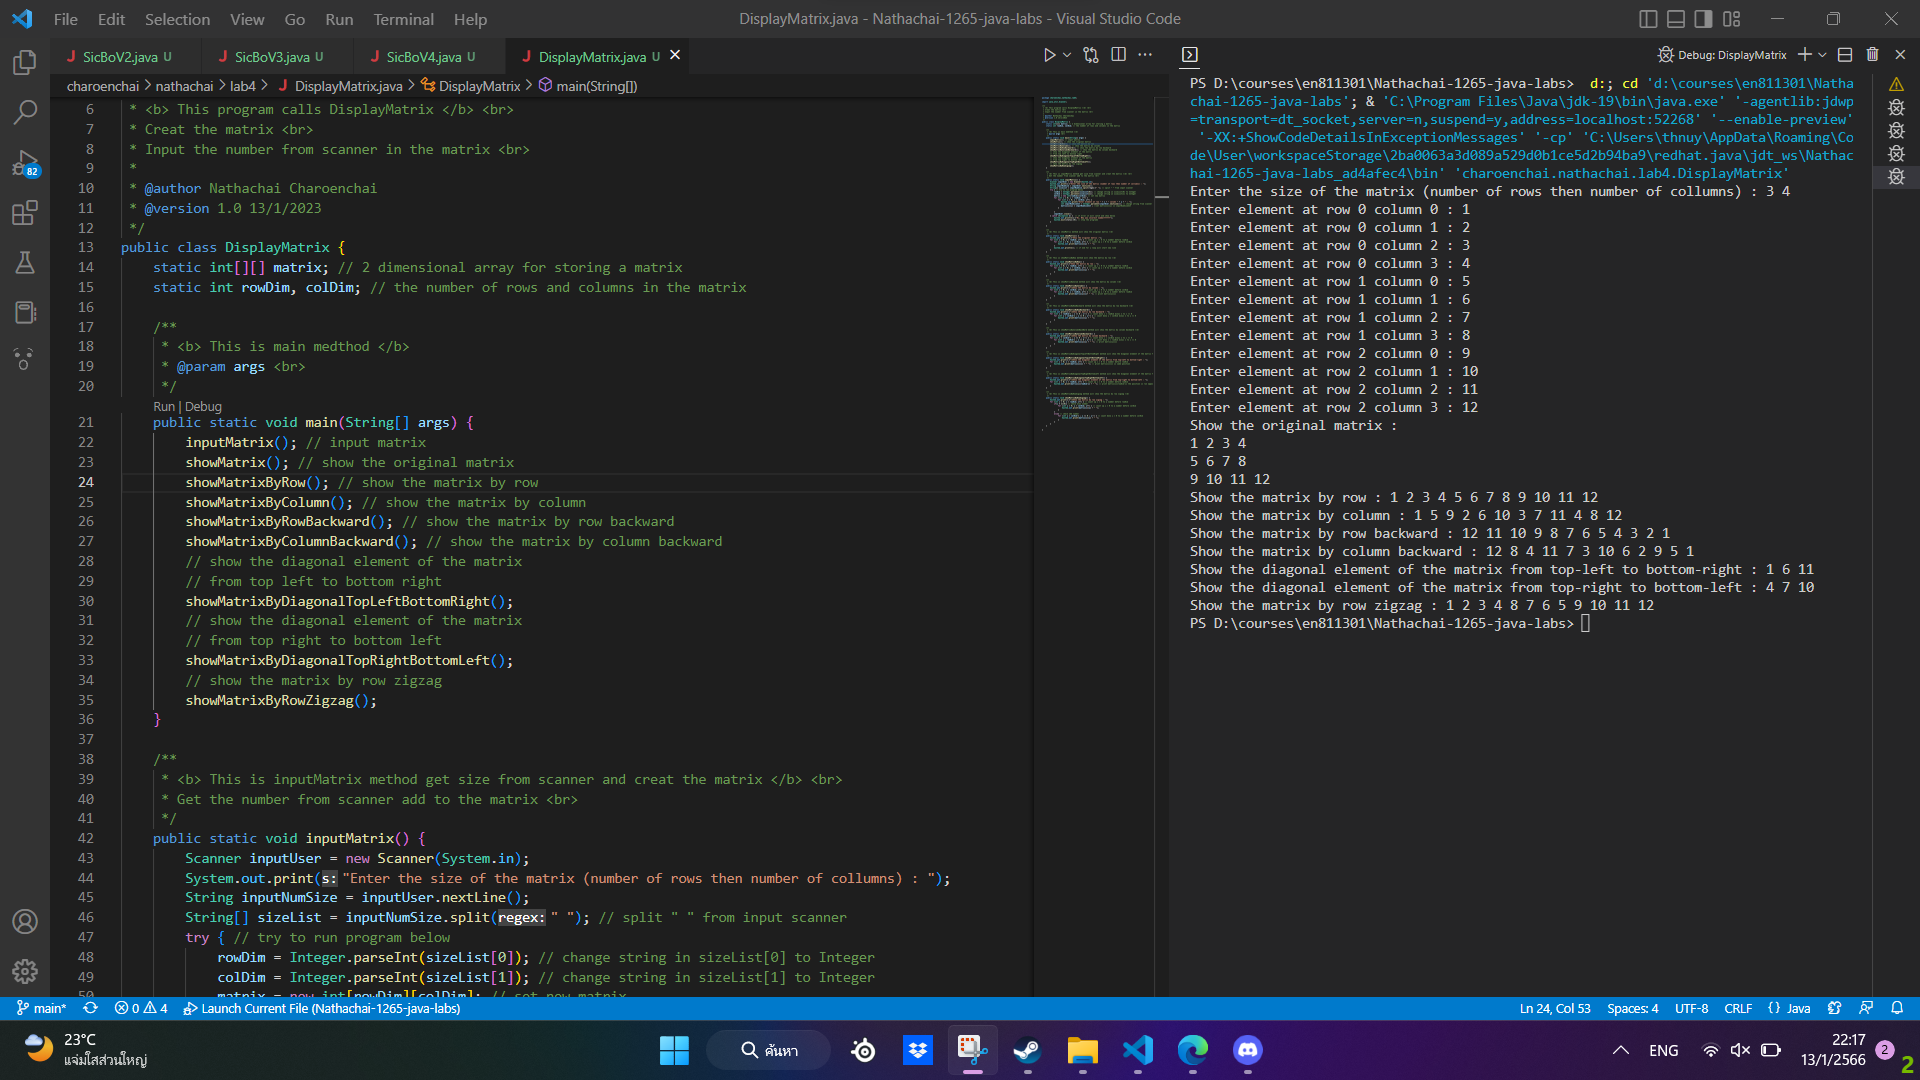 File Edit Selection View Go Run Terminal Help
DisplayMatrix.java - Nathachai-1265-java-labs - Visual Studio Code
SicBoV2.java U
SicBoV3.java U
SicBoV4.java U
DisplayMatrix.java U
charoenchai > nathachai > lab4 > DisplayMatrix.java > DisplayMatrix > main(String[])
6 * <b> This program calls DisplayMatrix </b> <br>
7 * Creat the matrix <br>
8 * Input the number from scanner in the matrix <br>
9 *
10 * @author Nathachai Charoenchai
11 * @version 1.0 13/1/2023
12 */
13 public class DisplayMatrix {
14 static int[][] matrix; // 2 dimensional array for storing a matrix
15 static int rowDim, colDim; // the number of rows and columns in the matrix
16
17 /**
18 * <b> This is main medthod </b>
19 * @param args <br>
20 */
Run | Debug
21 public static void main(String[] args) {
22 inputMatrix(); // input matrix
23 showMatrix(); // show the original matrix
24 showMatrixByRow(); // show the matrix by row
25 showMatrixByColumn(); // show the matrix by column
26 showMatrixByRowBackward(); // show the matrix by row backward
27 showMatrixByColumnBackward(); // show the matrix by column backward
28 // show the diagonal element of the matrix
29 // from top left to bottom right
30 showMatrixByDiagonalTopLeftBottomRight();
31 // show the diagonal element of the matrix
32 // from top right to bottom left
33 showMatrixByDiagonalTopRightBottomLeft();
34 // show the matrix by row zigzag
35 showMatrixByRowZigzag();
36 }
37
38 /**
39 * <b> This is inputMatrix method get size from scanner and creat the matrix </b> <br>
40 * Get the number from scanner add to the matrix <br>
41 */
42 public static void inputMatrix() {
43 Scanner inputUser = new Scanner(System.in);
44 System.out.print(s: "Enter the size of the matrix (number of rows then number of collumns) : ");
45 String inputNumSize = inputUser.nextLine();
46 String[] sizeList = inputNumSize.split(regex: " "); // split " " from input scanner
47 try { // try to run program below
48 rowDim = Integer.parseInt(sizeList[0]); // change string in sizeList[0] to Integer
49 colDim = Integer.parseInt(sizeList[1]); // change string in sizeList[1] to Integer
50 matrix = new int[rowDim][colDim]; // set new matrix
Debug: DisplayMatrix
PS D:\courses\en811301\Nathachai-1265-java-labs> d:; cd 'd:\courses\en811301\Natha
chai-1265-java-labs'; & 'C:\Program Files\Java\jdk-19\bin\java.exe' '-agentlib:jdwp
=transport=dt_socket,server=n,suspend=y,address=localhost:52268' '--enable-preview'
'-XX:+ShowCodeDetailsInExceptionMessages' '-cp' 'C:\Users\thnuy\AppData\Roaming\Co
de\User\workspaceStorage\2ba0063a3d089a529d0b1ce5d2b94ba9\redhat.java\jdt_ws\Nathac
hai-1265-java-labs_ad4afec4\bin' 'charoenchai.nathachai.lab4.DisplayMatrix'
Enter the size of the matrix (number of rows then number of collumns) : 3 4
Enter element at row 0 column 0 : 1
Enter element at row 0 column 1 : 2
Enter element at row 0 column 2 : 3
Enter element at row 0 column 3 : 4
Enter element at row 1 column 0 : 5
Enter element at row 1 column 1 : 6
Enter element at row 1 column 2 : 7
Enter element at row 1 column 3 : 8
Enter element at row 2 column 0 : 9
Enter element at row 2 column 1 : 10
Enter element at row 2 column 2 : 11
Enter element at row 2 column 3 : 12
Show the original matrix :
1 2 3 4
5 6 7 8
9 10 11 12
Show the matrix by row : 1 2 3 4 5 6 7 8 9 10 11 12
Show the matrix by column : 1 5 9 2 6 10 3 7 11 4 8 12
Show the matrix by row backward : 12 11 10 9 8 7 6 5 4 3 2 1
Show the matrix by column backward : 12 8 4 11 7 3 10 6 2 9 5 1
Show the diagonal element of the matrix from top-left to bottom-right : 1 6 11
Show the diagonal element of the matrix from top-right to bottom-left : 4 7 10
Show the matrix by row zigzag : 1 2 3 4 8 7 6 5 9 10 11 12
PS D:\courses\en811301\Nathachai-1265-java-labs>
82
main* 0 4 Launch Current File (Nathachai-1265-java-labs)
Ln 24, Col 53 Spaces: 4 UTF-8 CRLF {} Java
23°C
แจ่มใสส่วนใหญ่
ค้นหา
ENG
22:17
13/1/2566
2
2